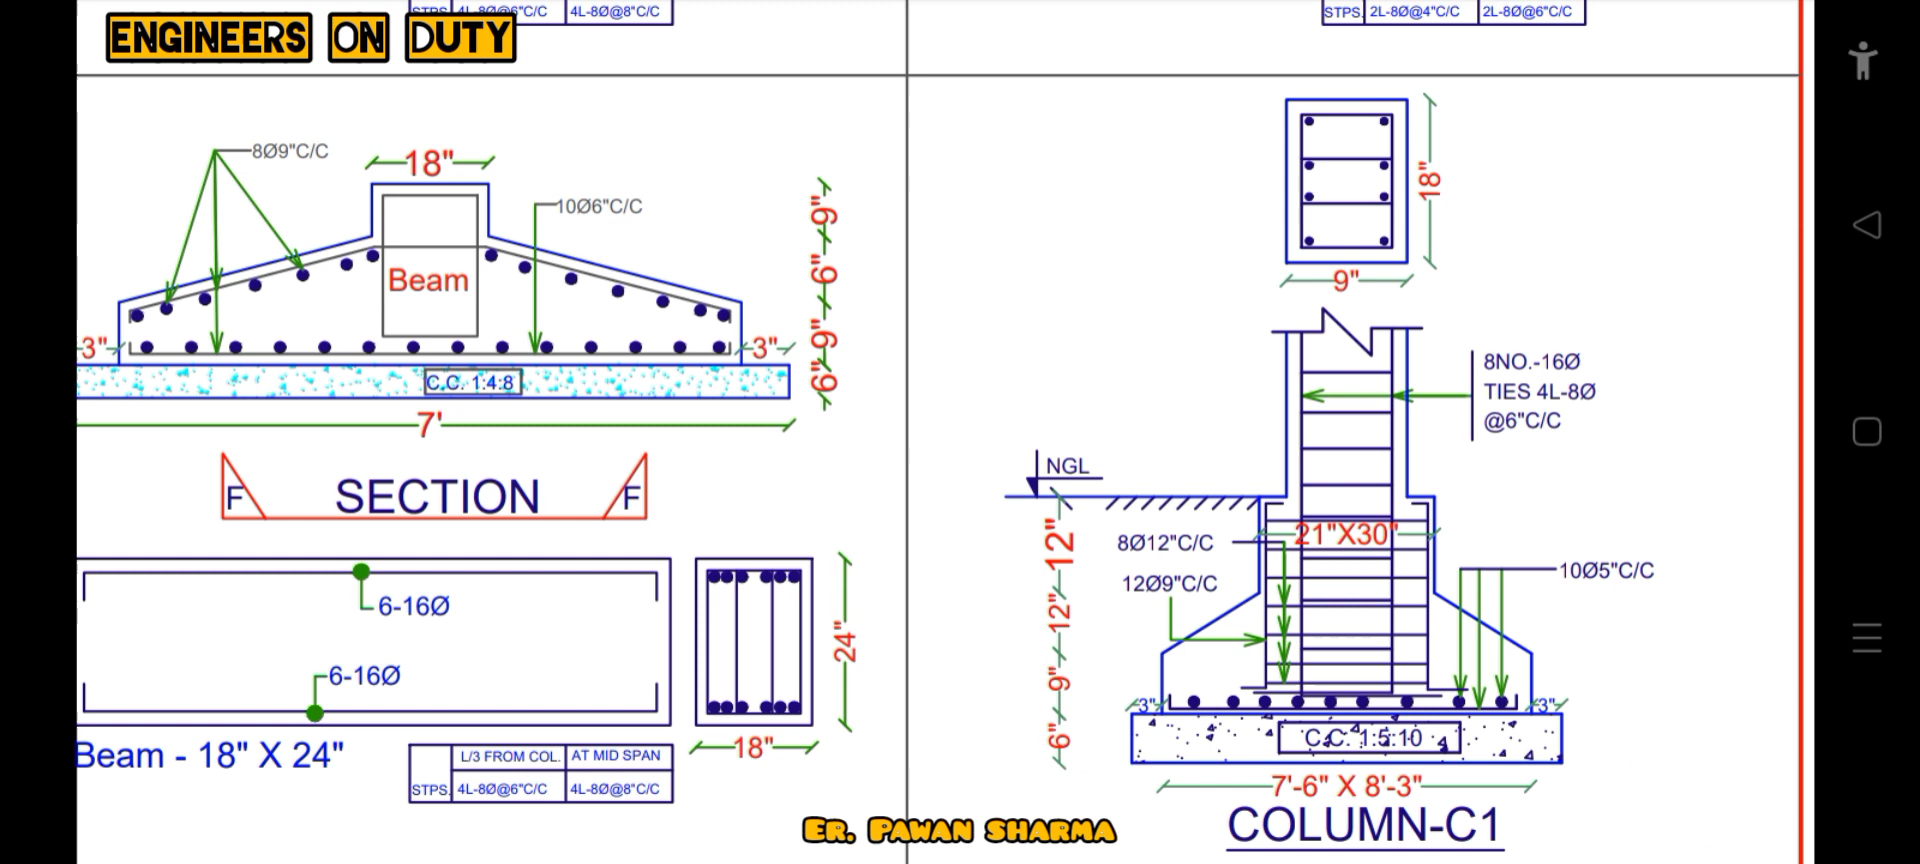 STPS. 4L-8Ø@6"C/C 4L-8Ø@8"C/C
STPS. 2L-8Ø@4"C/C 2L-8Ø@6"C/C
ENGINEERS ON DUTY
8Ø9"C/C
18"
10Ø6"C/C
Beam
3"
3"
9"
6"
9"
6"
C.C. 1:4:8
7'
F SECTION F
6-16Ø
6-16Ø
24"
18"
Beam - 18" X 24"
L/3 FROM COL. AT MID SPAN
STPS. 4L-8Ø@6"C/C 4L-8Ø@8"C/C
18"
9"
8NO.-16Ø
TIES 4L-8Ø
@6"C/C
NGL
21"X30"
8Ø12"C/C
12Ø9"C/C
10Ø5"C/C
12"
12"
9"
6"
3"
3"
C.C. 1:5:10
7'-6" X 8'-3"
COLUMN-C1
ER. PAWAN SHARMA